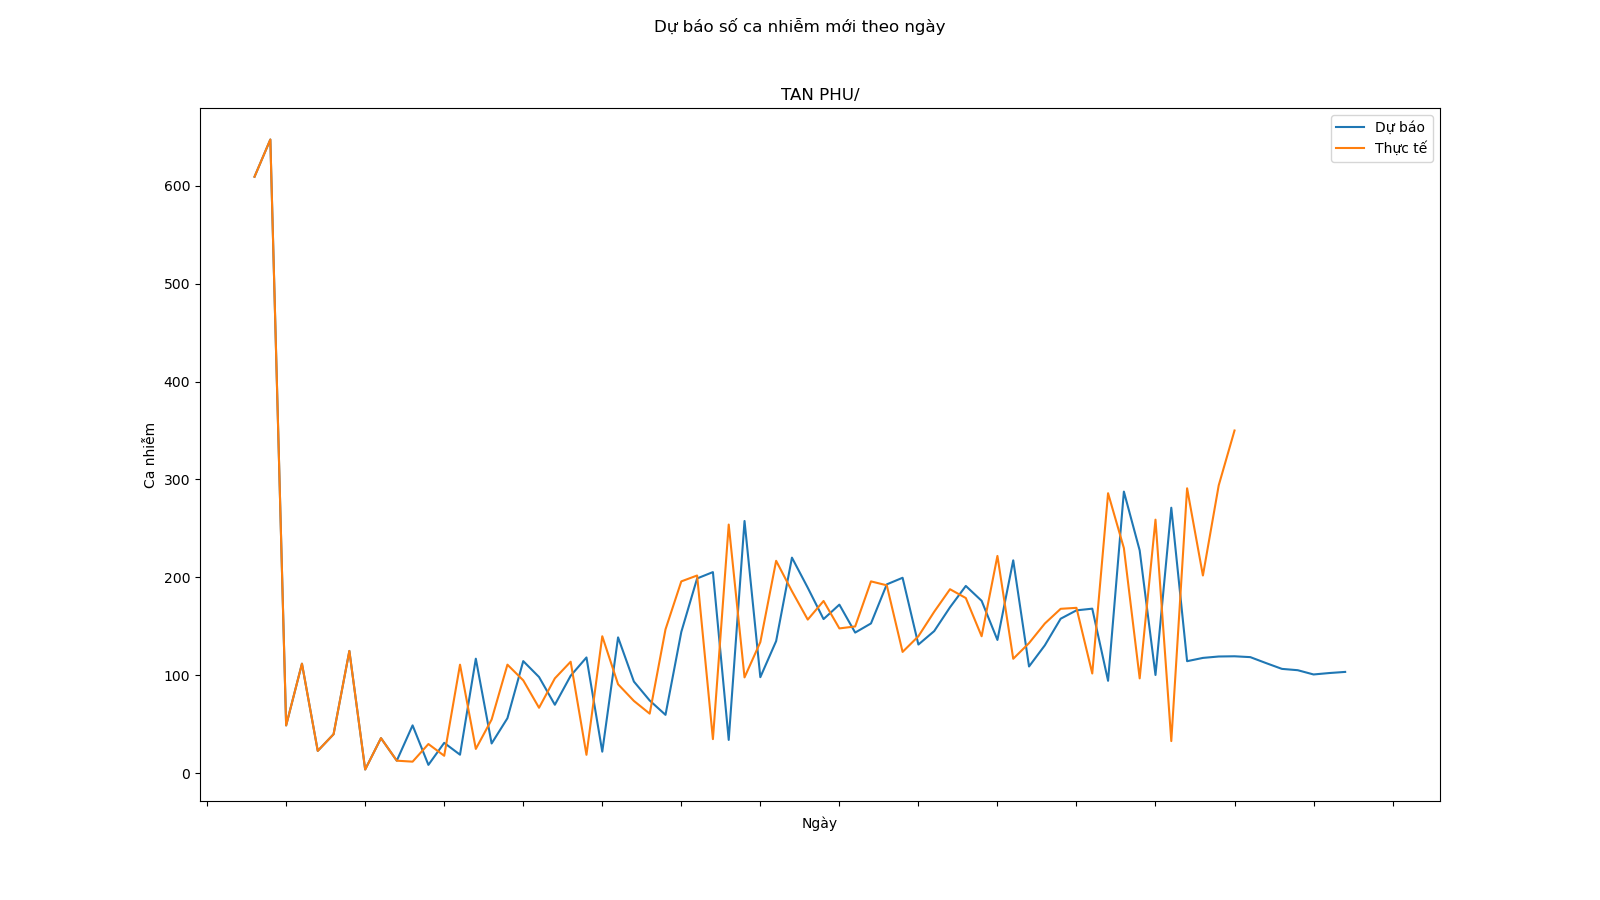 Dự báo số ca nhiễm mới theo ngày
TAN PHU/
Dự báo
Thực tế
600
500
400
300
200
100
0
Ca nhiễm
Ngày